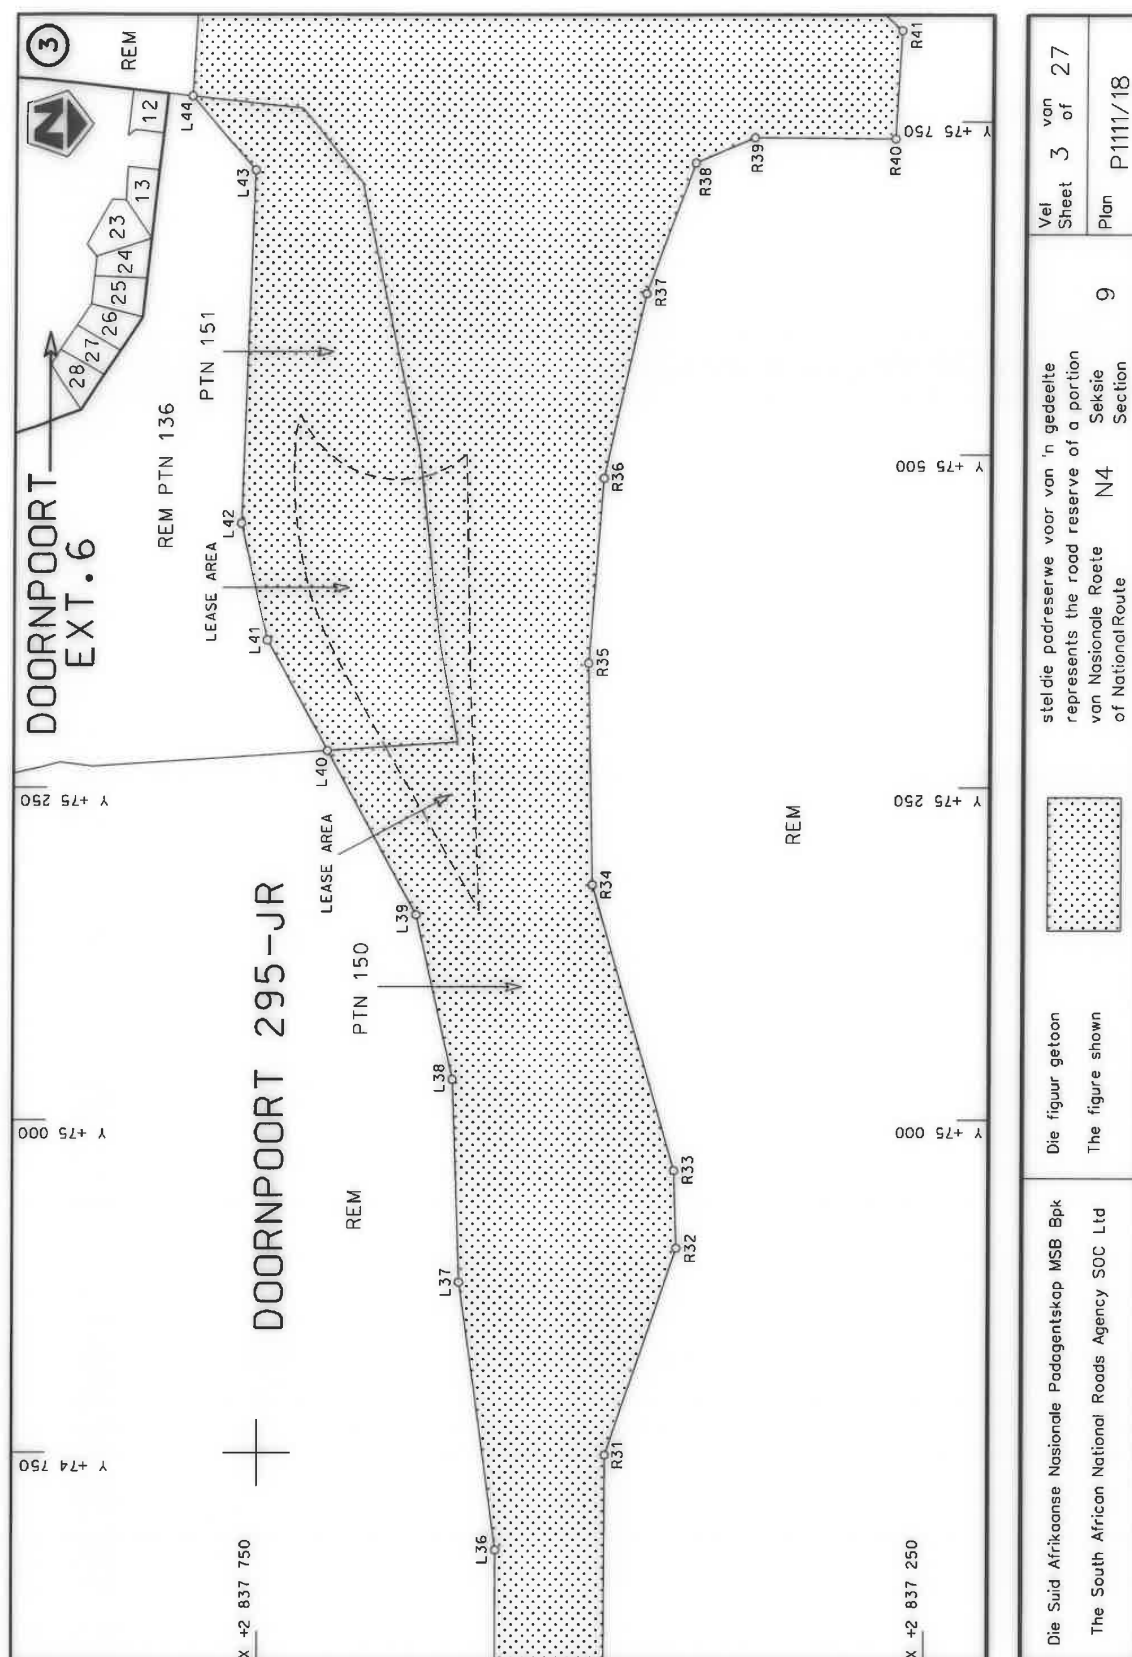 3
REM
N
12
13
23
24
25
26
27
28
DOORNPOORT
EXT.6
REM PTN 136
PTN 151
LEASE AREA
LEASE AREA
PTN 150
DOORNPOORT 295-JR
REM
REM
L36
L37
L38
L39
L40
L41
L42
L43
L44
R31
R32
R33
R34
R35
R36
R37
R38
R39
R40
R41
Y +74 750
Y +75 000
Y +75 250
Y +75 000
Y +75 250
Y +75 500
Y +75 750
X +2 837 750
X +2 837 250
Die Suid Afrikaanse Nasionale Padagentskap MSB Bpk
The South African National Roads Agency SOC Ltd
Die figuur getoon
The figure shown
stel die padreserwe voor van 'n gedeelte
represents the road reserve of a portion
van Nasionale Roete
of National Route
N4
Seksie
Section
9
Vel
Sheet
3
van
of
27
Plan
P1111/18